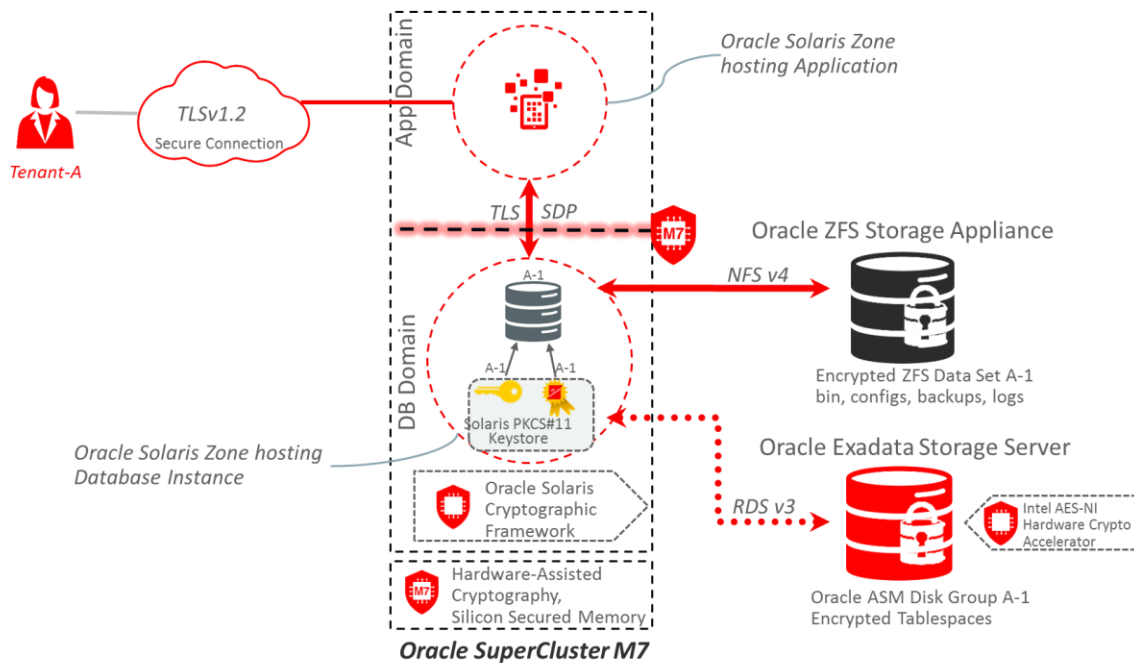 Oracle Solaris Zone
hosting Application
App Domain
TLSv1.2
Secure Connection
Tenant-A
TLS
SDP
M7
Oracle ZFS Storage Appliance
NFS v4
A-1
DB Domain
A-1
A-1
Solaris PKCS#11
Keystore
Encrypted ZFS Data Set A-1
bin, configs, backups, logs
Oracle Solaris Zone hosting
Database Instance
Oracle Exadata Storage Server
Oracle Solaris
Cryptographic
Framework
RDS v3
Intel AES-NI
Hardware Crypto
Accelerator
M7
Hardware-Assisted
Cryptography,
Silicon Secured Memory
Oracle ASM Disk Group A-1
Encrypted Tablespaces
Oracle SuperCluster M7